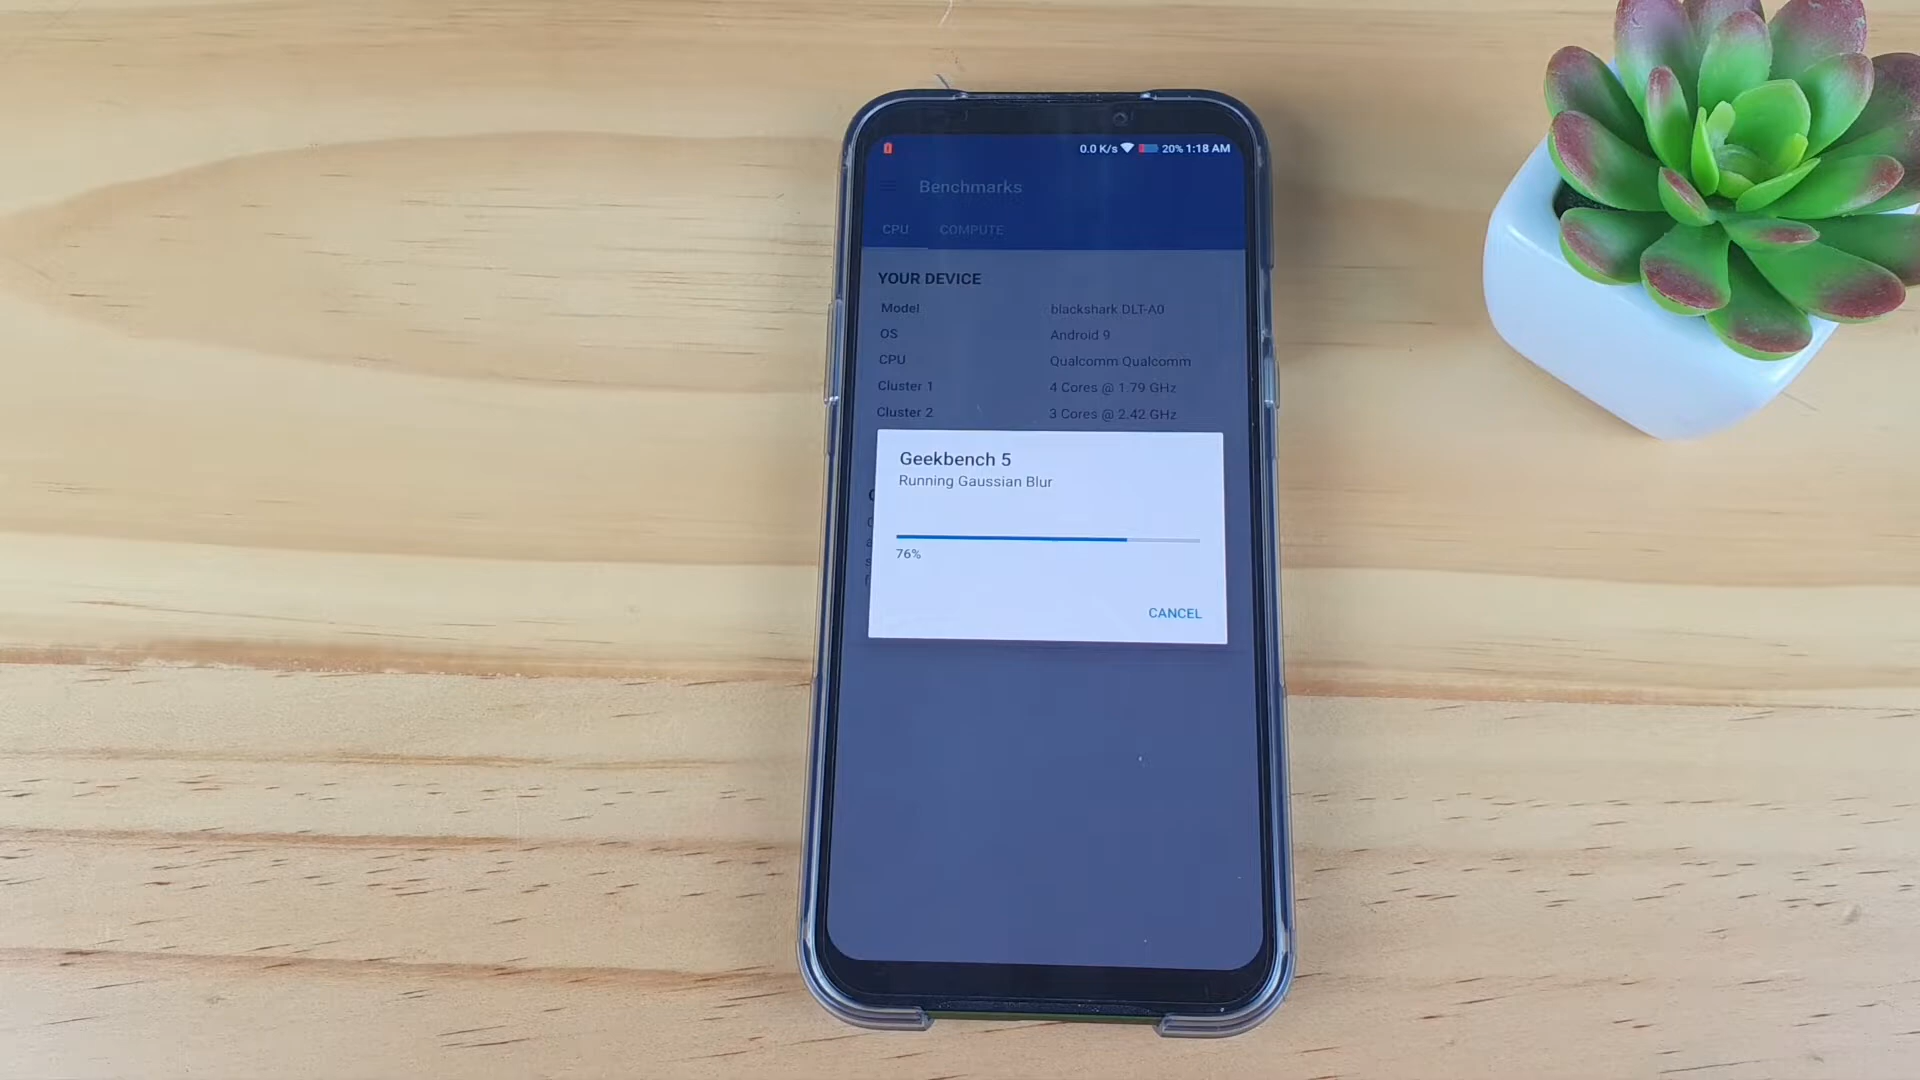 0.0 K/s 20% 1:18 AM
Benchmarks
CPU COMPUTE
YOUR DEVICE
Model blackshark DLT-A0
OS Android 9
CPU Qualcomm Qualcomm
Cluster 1 4 Cores @ 1.79 GHz
Cluster 2 3 Cores @ 2.42 GHz
Geekbench 5
Running Gaussian Blur
76%
CANCEL